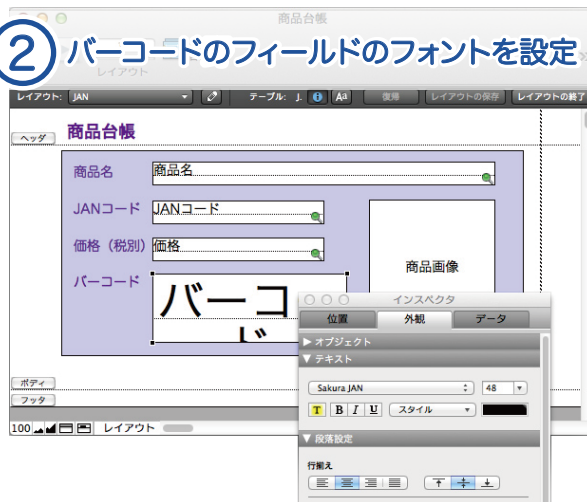 商品台帳
② バーコードのフィールドのフォントを設定
レイアウト
レイアウト: JAN テーブル: J. Aa 復帰 レイアウトの保存 レイアウトの終了
ヘッダ 商品台帳
商品名 商品名
JANコード JANコード
価格（税別） 価格
商品画像
バーコード バーコ
ード
インスペクタ
位置 外観 データ
▶ オブジェクト
▼ テキスト
Sakura JAN 48
T B I U スタイル
▼ 段落設定
行揃え
ボディ
フッタ
100 レイアウト